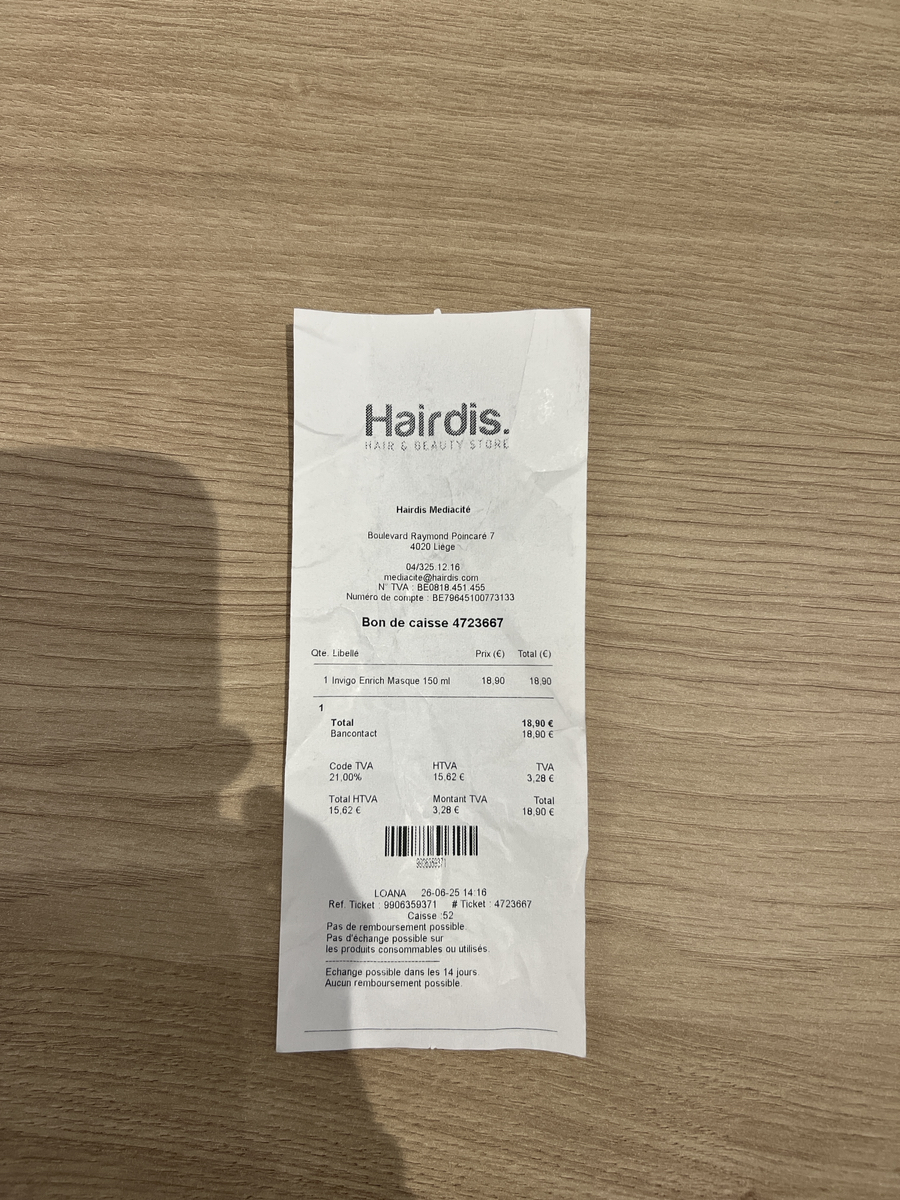 Hairdis.
HAIR & BEAUTY STORE
Hairdis Mediacité
Boulevard Raymond Poincaré 7
4020 Liège
04/325.12.16
mediacite@hairdis.com
N° TVA : BE0818.451.455
Numéro de compte : BE79645100773133
Bon de caisse 4723667
Qte. Libellé Prix (€) Total (€)
1 Invigo Enrich Masque 150 ml 18,90 18,90
1
Total 18,90 €
Bancontact 18,90 €
Code TVA HTVA TVA
21,00% 15,62 € 3,28 €
Total HTVA Montant TVA Total
15,62 € 3,28 € 18,90 €
LOANA 26-06-25 14:16
Ref. Ticket : 9906359371 # Ticket : 4723667
Caisse :52
Pas de remboursement possible
Pas d'échange possible sur
les produits consommables ou utilisés.
Echange possible dans les 14 jours.
Aucun remboursement possible.